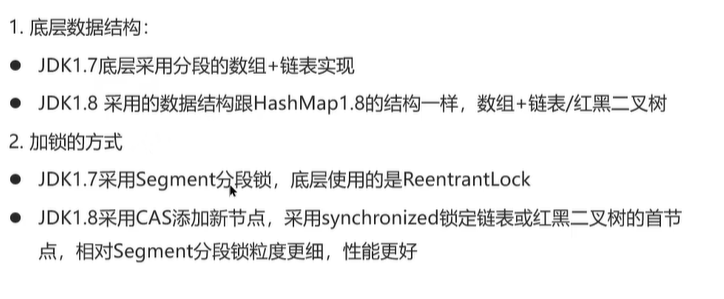 1. 底层数据结构：
● JDK1.7底层采用分段的数组+链表实现
● JDK1.8 采用的数据结构跟HashMap1.8的结构一样，数组+链表/红黑二叉树
2. 加锁的方式
● JDK1.7采用Segment分段锁，底层使用的是ReentrantLock
● JDK1.8采用CAS添加新节点，采用synchronized锁定链表或红黑二叉树的首节
点，相对Segment分段锁粒度更细，性能更好